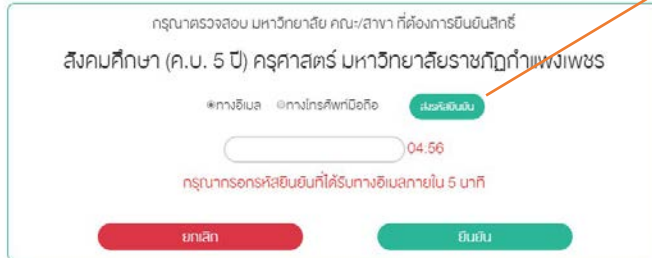 กรุณาตรวจสอบ มหาวิทยาลัย คณะ/สาขา ที่ต้องการยืนยันสิทธิ์
สังคมศึกษา (ค.บ. 5 ปี) ครุศาสตร์ มหาวิทยาลัยราชภัฏกำแพงเพชร
ทางอีเมล ทางโทรศัพท์มือถือ ส่งรหัสยืนยัน
04:56
กรุณากรอกรหัสยืนยันที่ได้รับทางอีเมลภายใน 5 นาที
ยกเลิก ยืนยัน